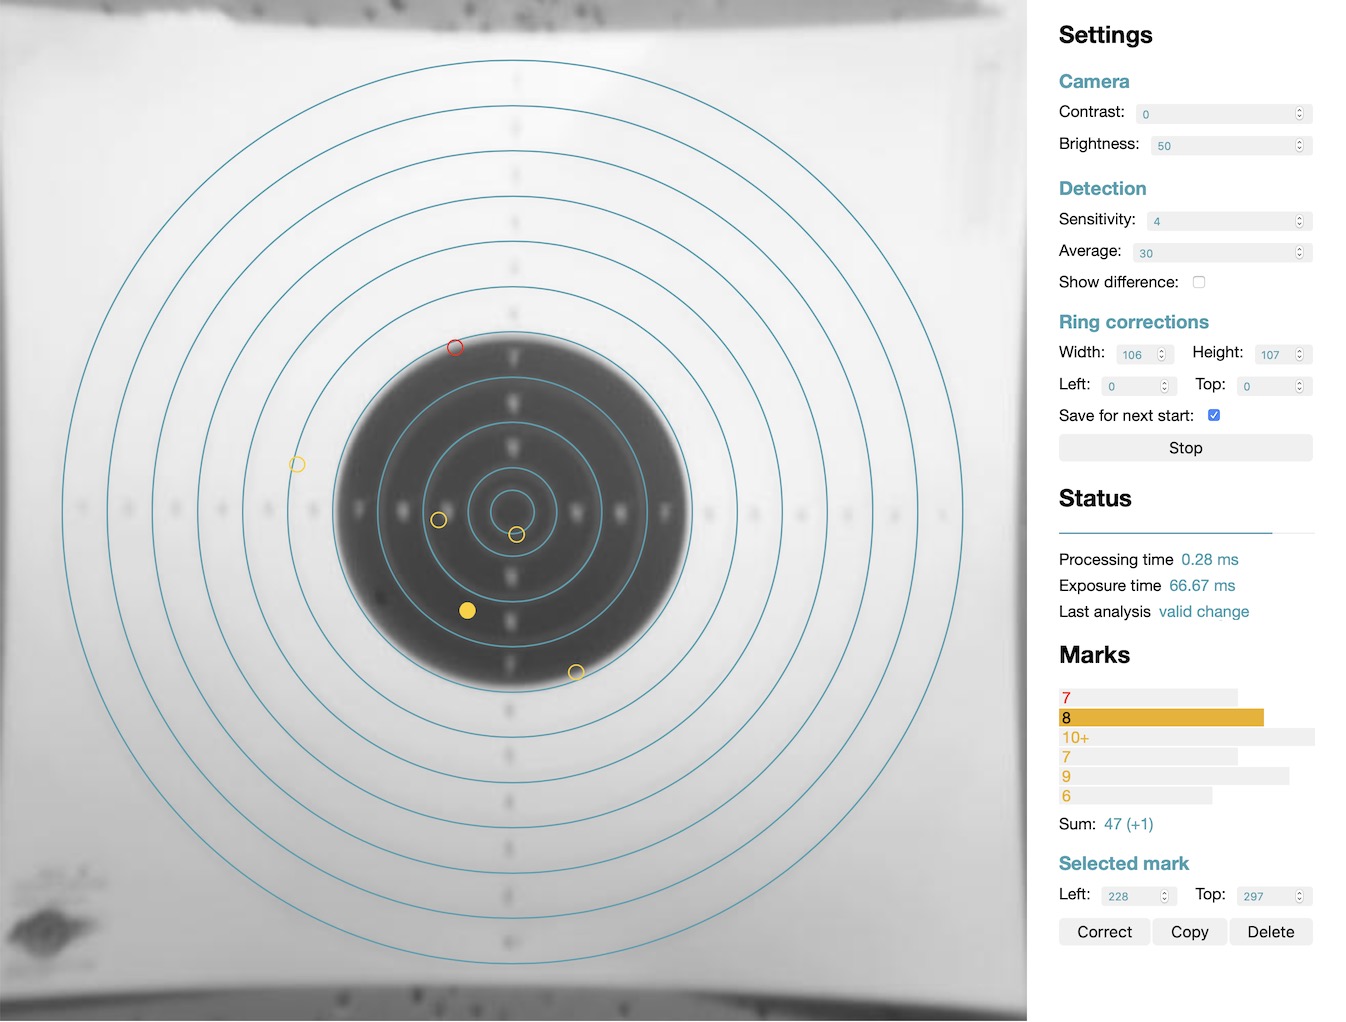 Settings
Camera
Contrast: 0
Brightness: 50
Detection
Sensitivity: 4
Average: 30
Show difference:
Ring corrections
Width: 106 Height: 107
Left: 0 Top: 0
Save for next start:
Stop
Status
Processing time 0.28 ms
Exposure time 66.67 ms
Last analysis valid change
Marks
7
8
10+
7
9
6
Sum: 47 (+1)
Selected mark
Left: 228 Top: 297
Correct Copy Delete